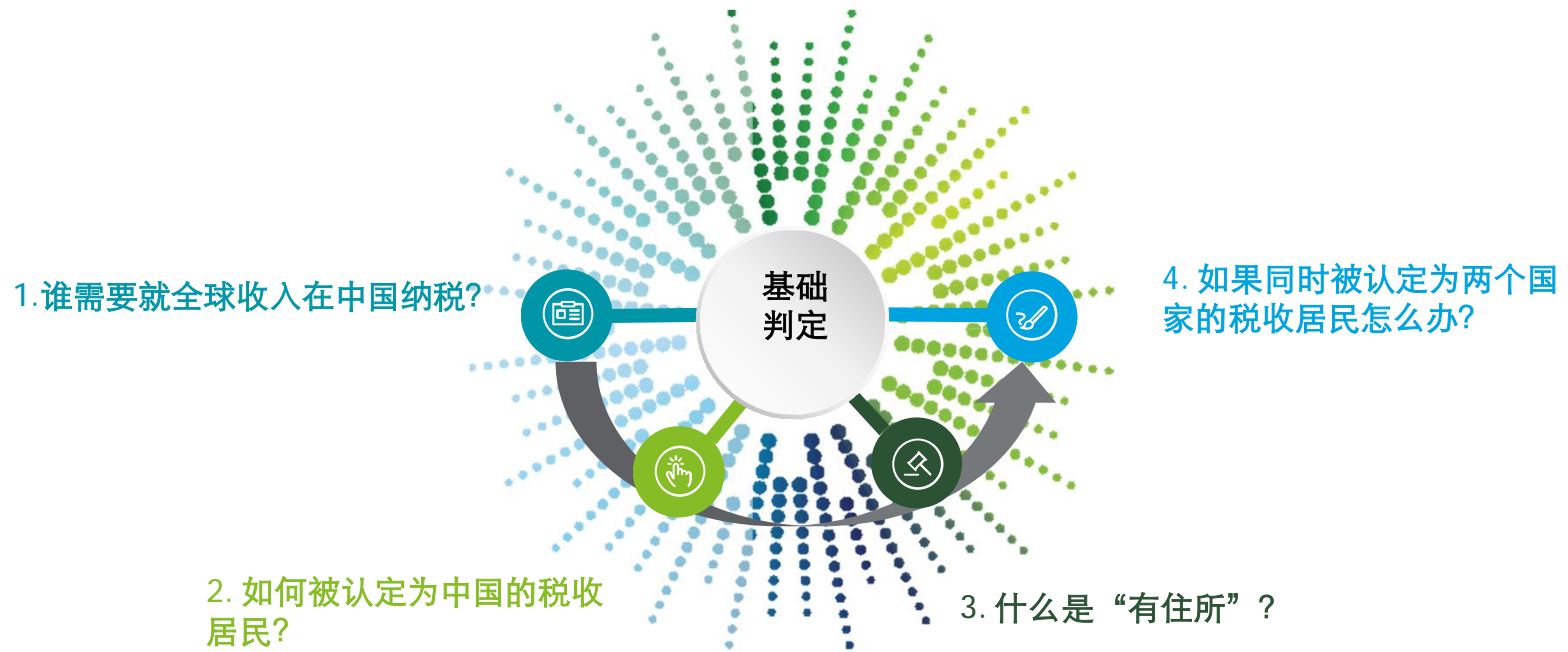 基础
判定
1.谁需要就全球收入在中国纳税?
2. 如何被认定为中国的税收
居民?
3. 什么是“有住所”?
4. 如果同时被认定为两个国
家的税收居民怎么办?